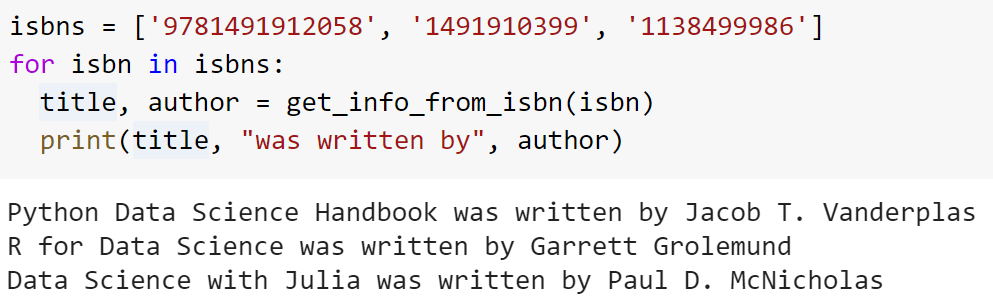 isbns = ['9781491912058', '1491910399', '1138499986']
for isbn in isbns:
  title, author = get_info_from_isbn(isbn)
  print(title, "was written by", author)
Python Data Science Handbook was written by Jacob T. Vanderplas
R for Data Science was written by Garrett Grolemund
Data Science with Julia was written by Paul D. McNicholas